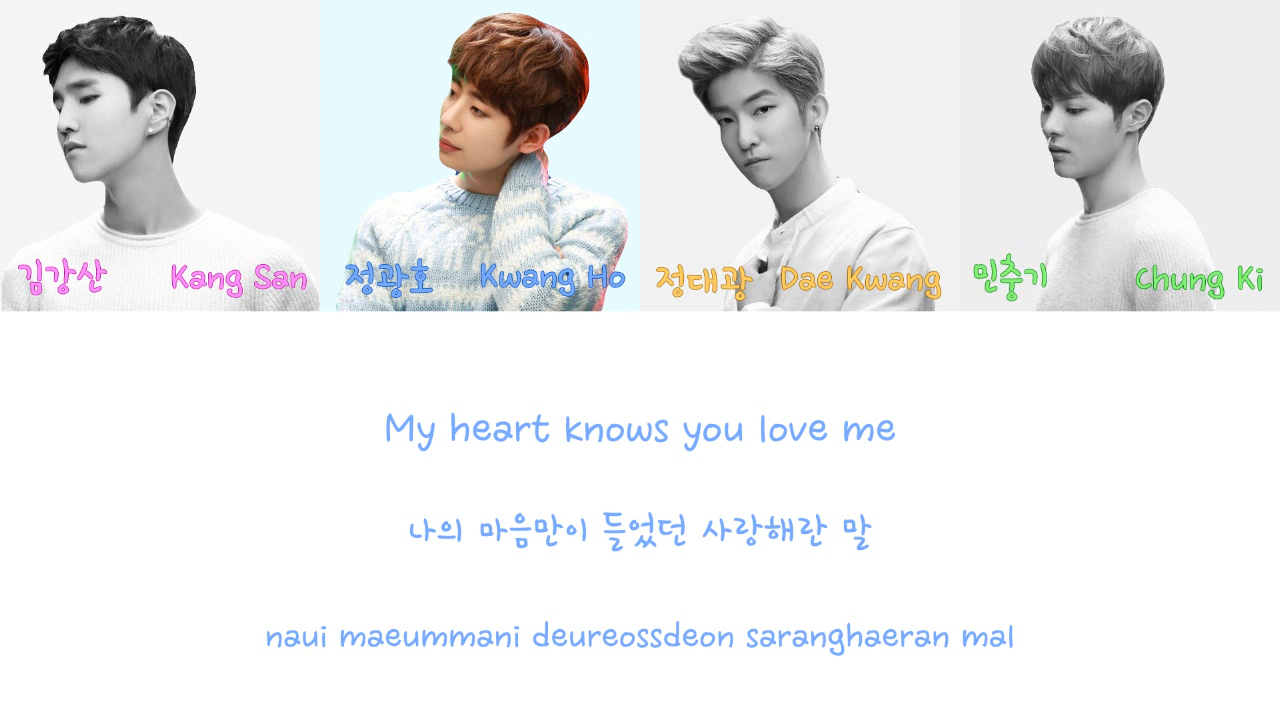 김강산 Kang San 정광호 Kwang Ho 정대광 Dae Kwang 민충기 Chung Ki
My heart knows you love me
나의 마음만이 들었던 사랑해란 말
naui maeummani deureossdeon saranghaeran mal